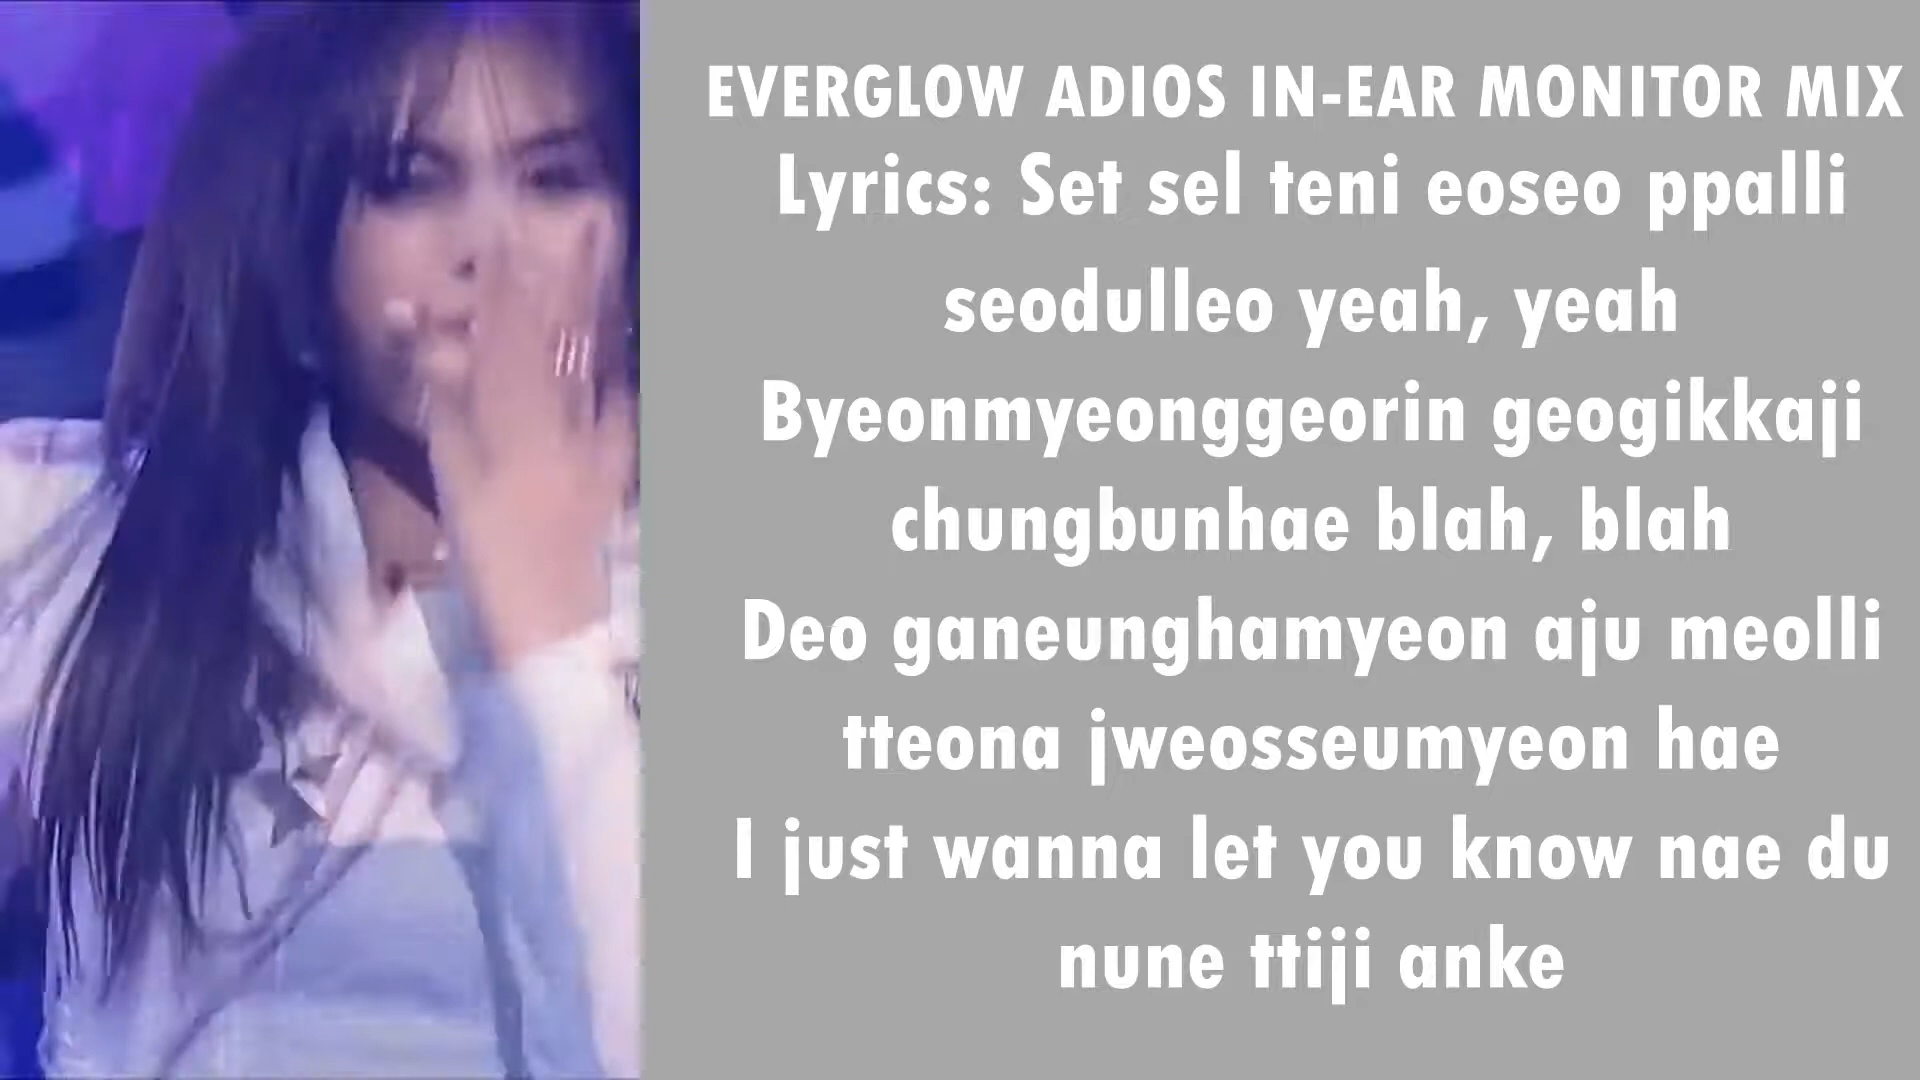 EVERGLOW ADIOS IN-EAR MONITOR MIX
Lyrics: Set sel teni eoseo ppalli
seodulleo yeah, yeah
Byeonmyeonggeorin geogikkaji
chungbunhae blah, blah
Deo ganeunghamyeon aju meolli
tteona jweosseumyeon hae
I just wanna let you know nae du
nune ttiji anke